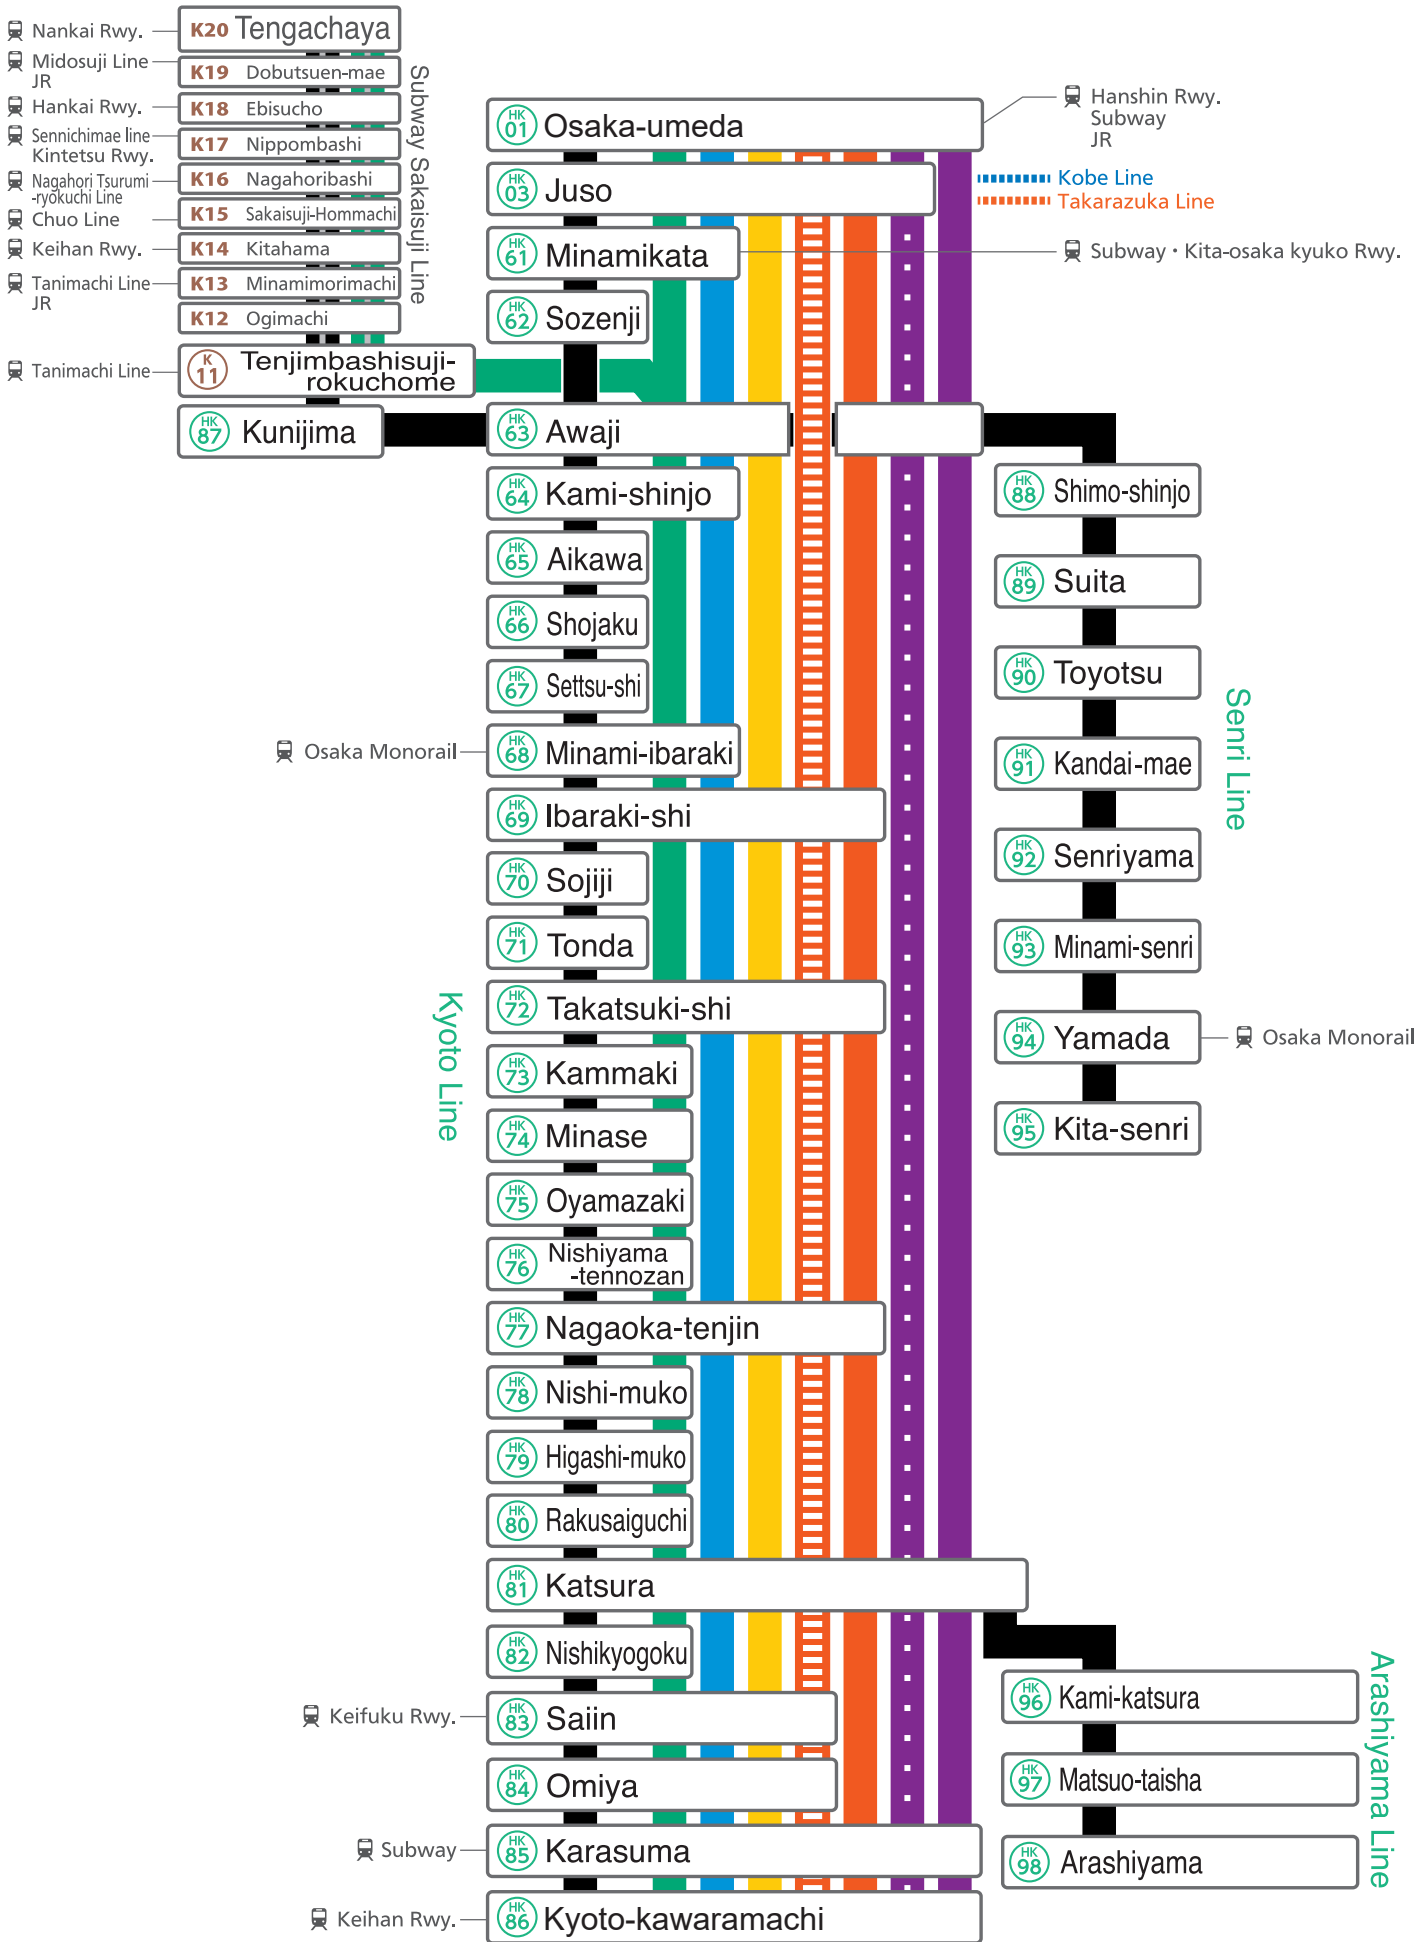 Nankai Rwy.
K20 Tengachaya
Midosuji Line
JR
K19 Dobutsuen-mae
Hankai Rwy.
K18 Ebisucho
Sennichimae line
Kintetsu Rwy.
K17 Nippombashi
Nagahori Tsurumi
-ryokuchi Line
K16 Nagahoribashi
Chuo Line
K15 Sakaisuji-Hommachi
Keihan Rwy.
K14 Kitahama
Tanimachi Line
JR
K13 Minamimorimachi
K12 Ogimachi
Subway Sakaisuji Line
Tanimachi Line
K
11
Tenjimbashisuji-
rokuchome
HK
87 Kunijima
HK
01 Osaka-umeda
Hanshin Rwy.
Subway
JR
HK
03 Juso
Kobe Line
Takarazuka Line
HK
61 Minamikata
Subway・Kita-osaka kyuko Rwy.
HK
62 Sozenji
HK
63 Awaji
HK
64 Kami-shinjo
HK
65 Aikawa
HK
66 Shojaku
HK
67 Settsu-shi
Osaka Monorail
HK
68 Minami-ibaraki
HK
69 Ibaraki-shi
HK
70 Sojiji
HK
71 Tonda
HK
72 Takatsuki-shi
HK
73 Kammaki
Kyoto Line
HK
74 Minase
HK
75 Oyamazaki
HK
76 Nishiyama
-tennozan
HK
77 Nagaoka-tenjin
HK
78 Nishi-muko
HK
79 Higashi-muko
HK
80 Rakusaiguchi
HK
81 Katsura
HK
82 Nishikyogoku
Keifuku Rwy.
HK
83 Saiin
HK
84 Omiya
Subway
HK
85 Karasuma
Keihan Rwy.
HK
86 Kyoto-kawaramachi
HK
88 Shimo-shinjo
HK
89 Suita
HK
90 Toyotsu
HK
91 Kandai-mae
Senri Line
HK
92 Senriyama
HK
93 Minami-senri
HK
94 Yamada
Osaka Monorail
HK
95 Kita-senri
HK
96 Kami-katsura
HK
97 Matsuo-taisha
HK
98 Arashiyama
Arashiyama Line